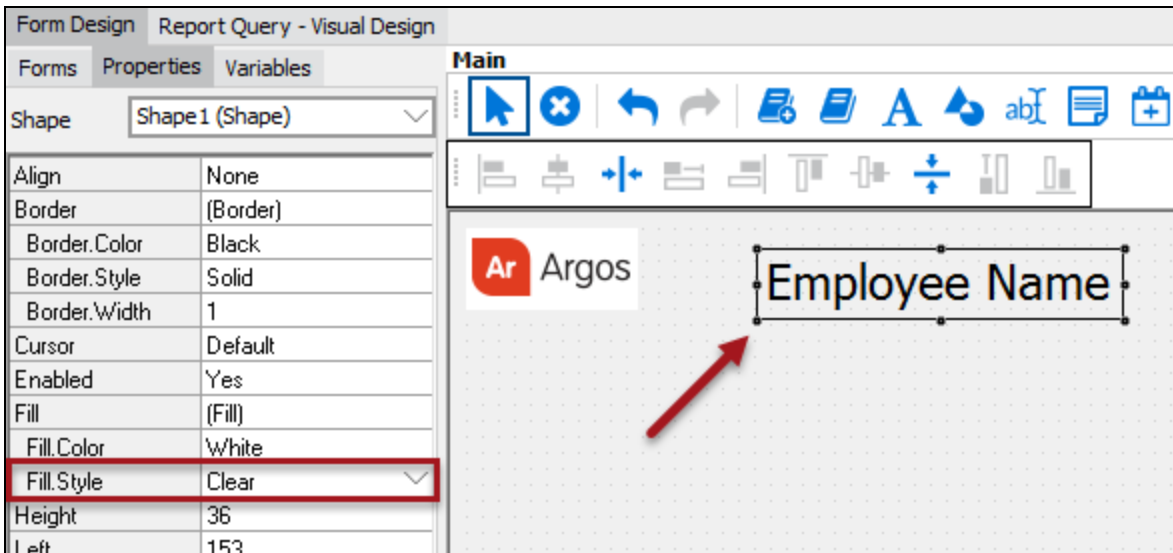 Form Design Report Query - Visual Design
Forms Properties Variables
Shape Shape1 (Shape)
Align None
Border (Border)
Border.Color Black
Border.Style Solid
Border.Width 1
Cursor Default
Enabled Yes
Fill (Fill)
Fill.Color White
Fill.Style Clear
Height 36
Left 153
Main
A abI
Ar Argos
Employee Name